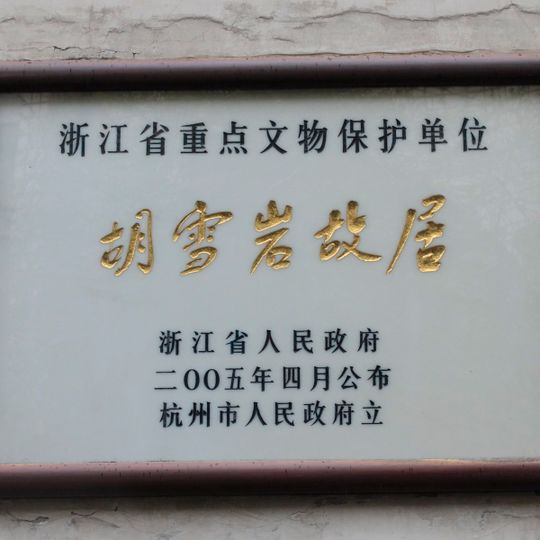 浙江省重点文物保护单位
胡雪岩故居
浙江省人民政府
二〇〇五年四月公布
杭州市人民政府立